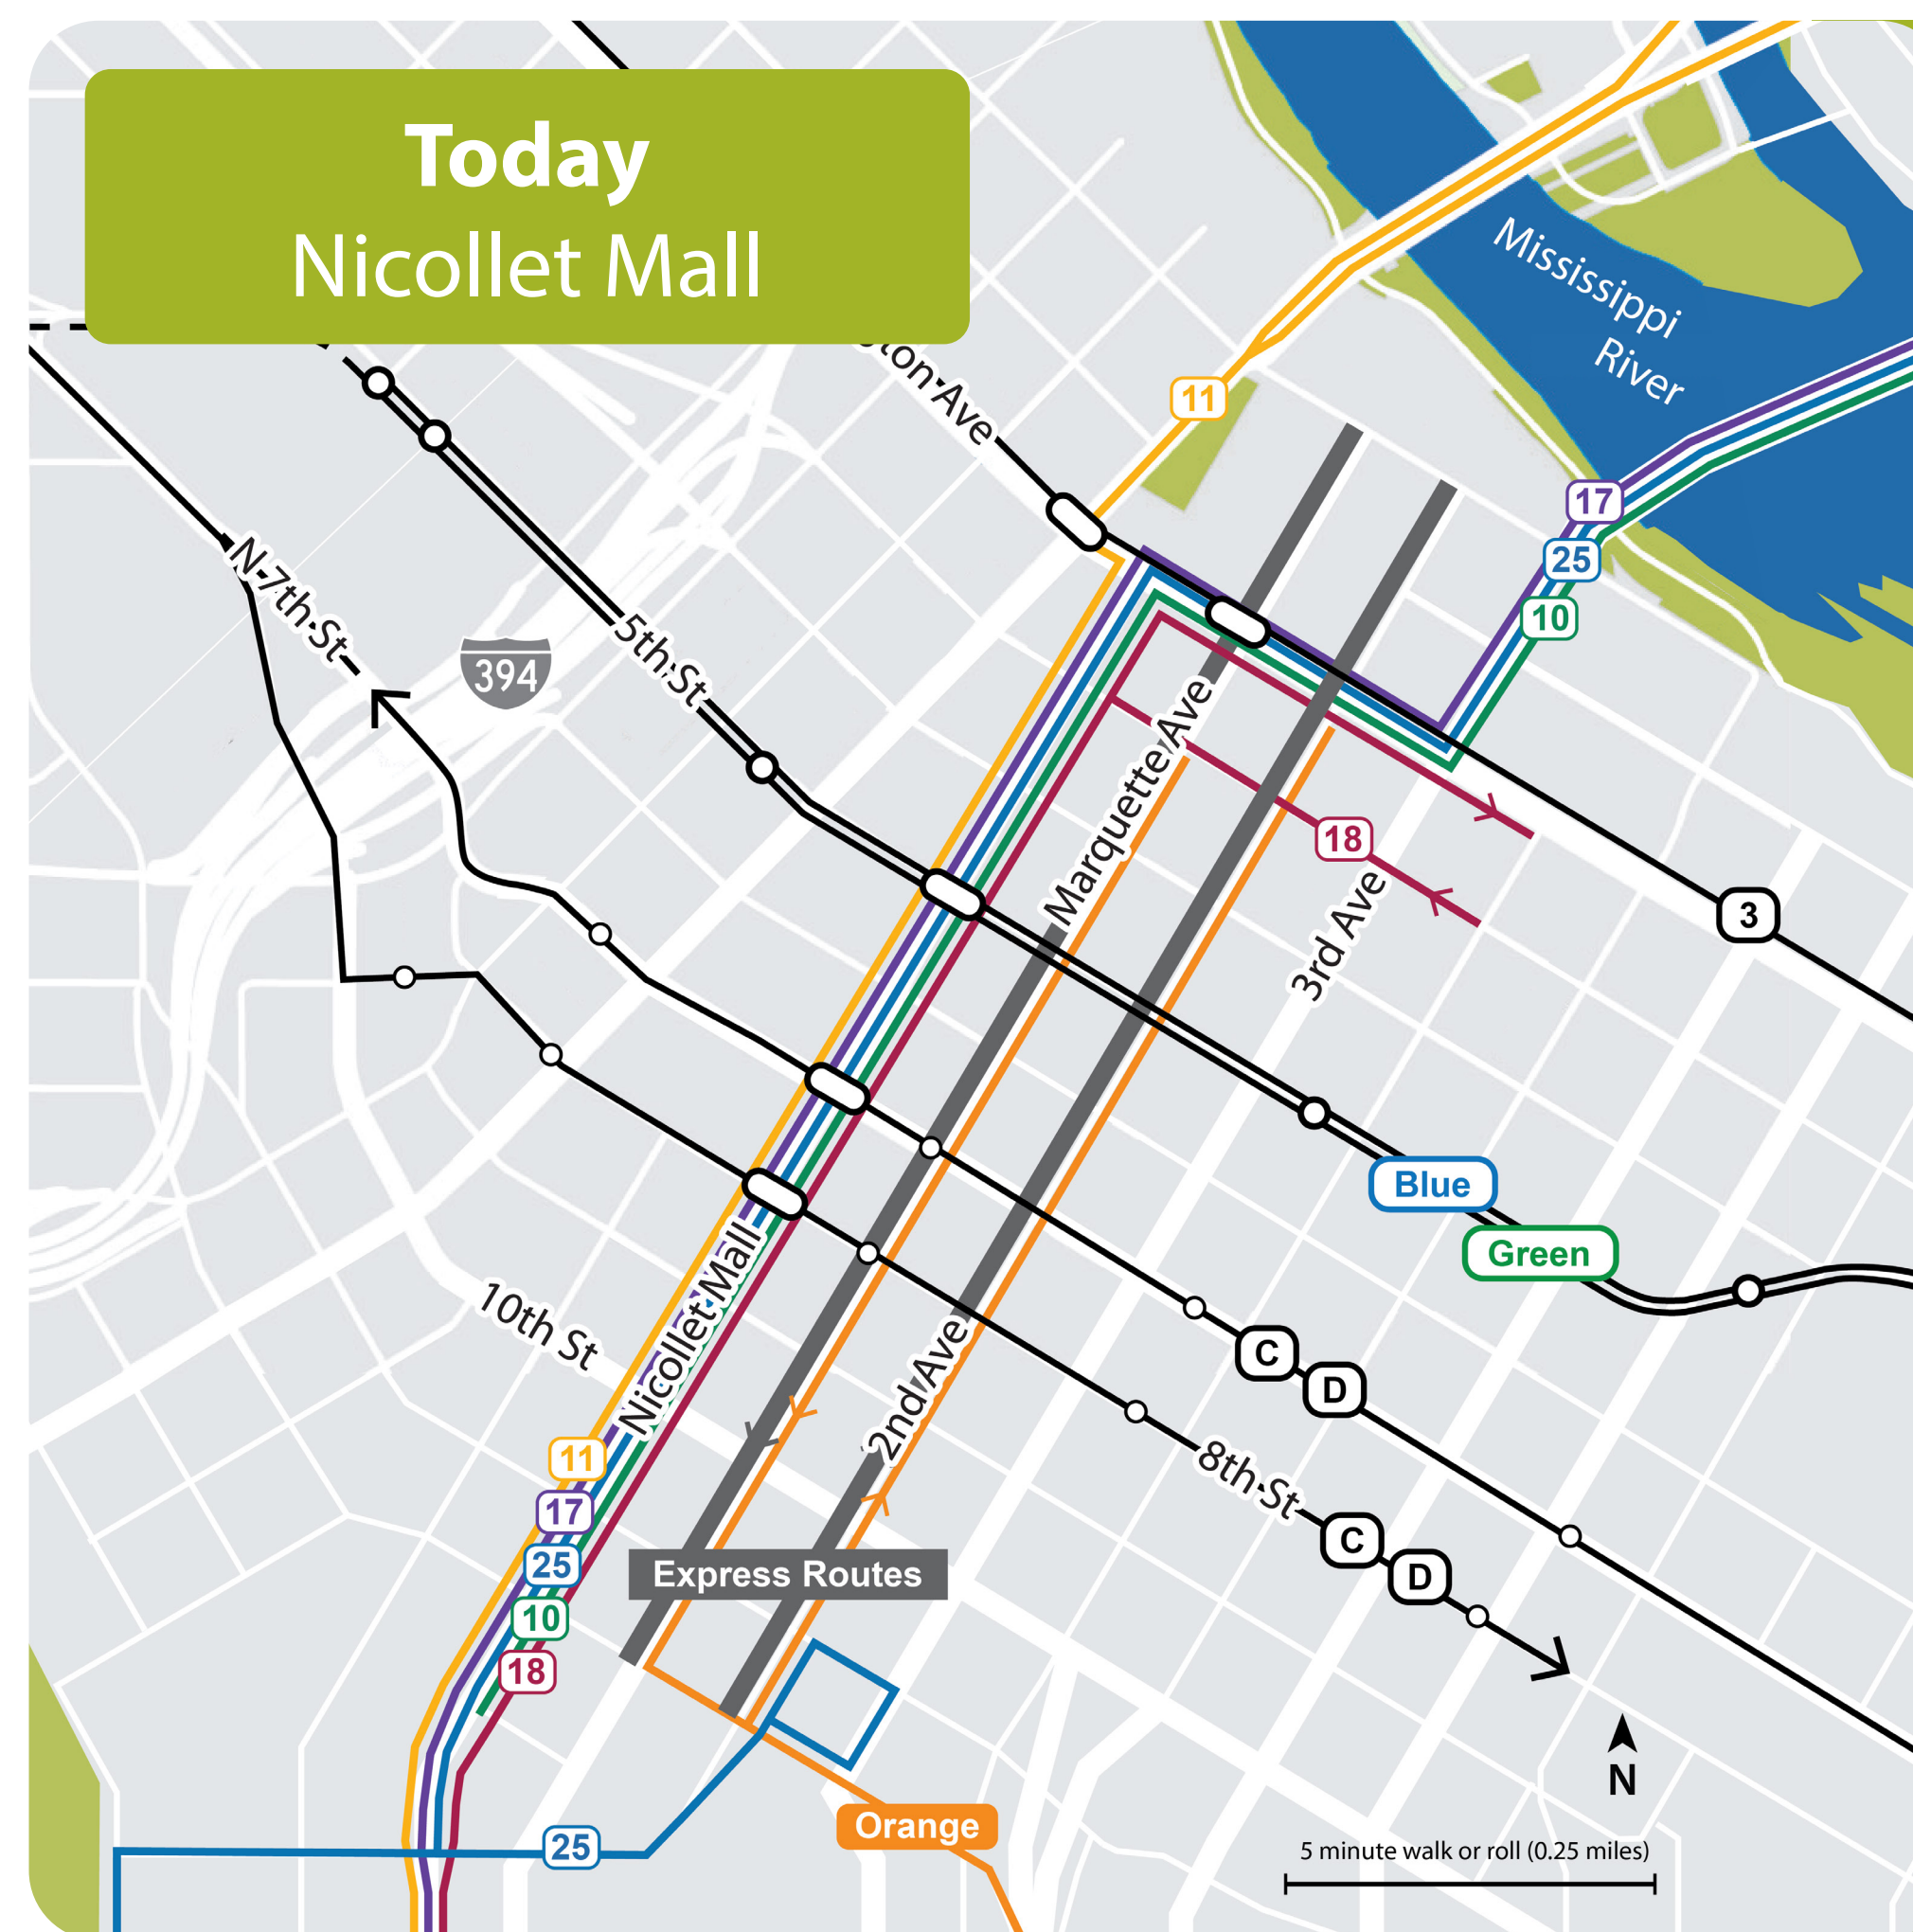 Today
Nicollet Mall
Mississippi
River
Ave
11
17
25
10
N 7th St
394
5th St
Marquette Ave
18
3rd Ave
3
Blue
Green
Nicollet Mall
10th St
2nd Ave
C
D
8th St
11
17
25
10
18
C
D
Express Routes
N
Orange
25
5 minute walk or roll (0.25 miles)